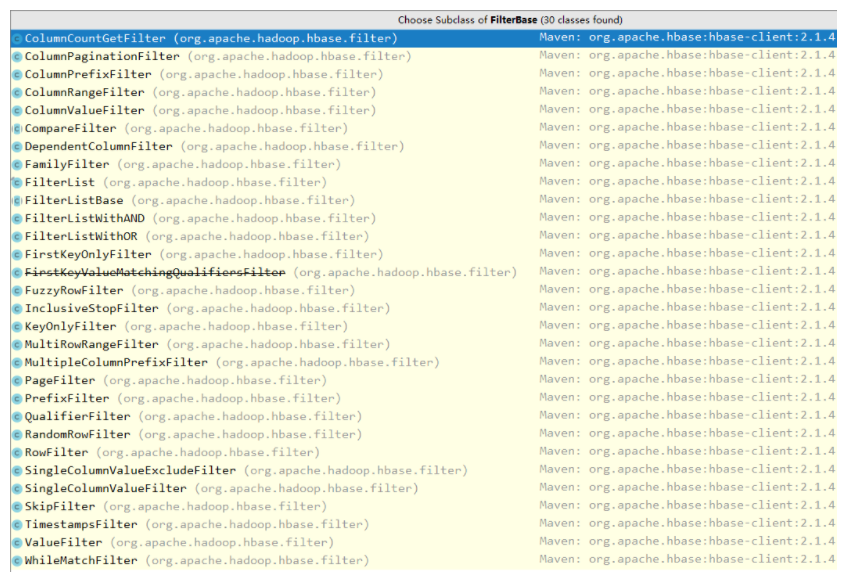 Choose Subclass of FilterBase (30 classes found)
ColumnCountGetFilter (org.apache.hadoop.hbase.filter) Maven: org.apache.hbase:hbase-client:2.1.4
ColumnPaginationFilter (org.apache.hadoop.hbase.filter) Maven: org.apache.hbase:hbase-client:2.1.4
ColumnPrefixFilter (org.apache.hadoop.hbase.filter) Maven: org.apache.hbase:hbase-client:2.1.4
ColumnRangeFilter (org.apache.hadoop.hbase.filter) Maven: org.apache.hbase:hbase-client:2.1.4
ColumnValueFilter (org.apache.hadoop.hbase.filter) Maven: org.apache.hbase:hbase-client:2.1.4
CompareFilter (org.apache.hadoop.hbase.filter) Maven: org.apache.hbase:hbase-client:2.1.4
DependentColumnFilter (org.apache.hadoop.hbase.filter) Maven: org.apache.hbase:hbase-client:2.1.4
FamilyFilter (org.apache.hadoop.hbase.filter) Maven: org.apache.hbase:hbase-client:2.1.4
FilterList (org.apache.hadoop.hbase.filter) Maven: org.apache.hbase:hbase-client:2.1.4
FilterListBase (org.apache.hadoop.hbase.filter) Maven: org.apache.hbase:hbase-client:2.1.4
FilterListWithAND (org.apache.hadoop.hbase.filter) Maven: org.apache.hbase:hbase-client:2.1.4
FilterListWithOR (org.apache.hadoop.hbase.filter) Maven: org.apache.hbase:hbase-client:2.1.4
FirstKeyOnlyFilter (org.apache.hadoop.hbase.filter) Maven: org.apache.hbase:hbase-client:2.1.4
FirstKeyValueMatchingQualifiersFilter (org.apache.hadoop.hbase.filter) Maven: org.apache.hbase:hbase-client:2.1.4
FuzzyRowFilter (org.apache.hadoop.hbase.filter) Maven: org.apache.hbase:hbase-client:2.1.4
InclusiveStopFilter (org.apache.hadoop.hbase.filter) Maven: org.apache.hbase:hbase-client:2.1.4
KeyOnlyFilter (org.apache.hadoop.hbase.filter) Maven: org.apache.hbase:hbase-client:2.1.4
MultiRowRangeFilter (org.apache.hadoop.hbase.filter) Maven: org.apache.hbase:hbase-client:2.1.4
MultipleColumnPrefixFilter (org.apache.hadoop.hbase.filter) Maven: org.apache.hbase:hbase-client:2.1.4
PageFilter (org.apache.hadoop.hbase.filter) Maven: org.apache.hbase:hbase-client:2.1.4
PrefixFilter (org.apache.hadoop.hbase.filter) Maven: org.apache.hbase:hbase-client:2.1.4
QualifierFilter (org.apache.hadoop.hbase.filter) Maven: org.apache.hbase:hbase-client:2.1.4
RandomRowFilter (org.apache.hadoop.hbase.filter) Maven: org.apache.hbase:hbase-client:2.1.4
RowFilter (org.apache.hadoop.hbase.filter) Maven: org.apache.hbase:hbase-client:2.1.4
SingleColumnValueExcludeFilter (org.apache.hadoop.hbase.filter) Maven: org.apache.hbase:hbase-client:2.1.4
SingleColumnValueFilter (org.apache.hadoop.hbase.filter) Maven: org.apache.hbase:hbase-client:2.1.4
SkipFilter (org.apache.hadoop.hbase.filter) Maven: org.apache.hbase:hbase-client:2.1.4
TimestampsFilter (org.apache.hadoop.hbase.filter) Maven: org.apache.hbase:hbase-client:2.1.4
ValueFilter (org.apache.hadoop.hbase.filter) Maven: org.apache.hbase:hbase-client:2.1.4
WhileMatchFilter (org.apache.hadoop.hbase.filter) Maven: org.apache.hbase:hbase-client:2.1.4